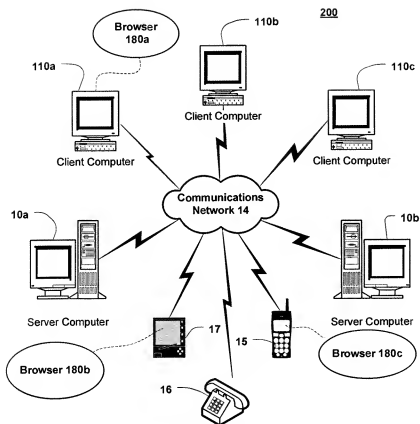 200
Browser
180a
110b
110a
110c
Client Computer
Client Computer
Client Computer
Communications
Network 14
10a
10b
Server Computer
17
15
Server Computer
Browser 180b
Browser 180c
16